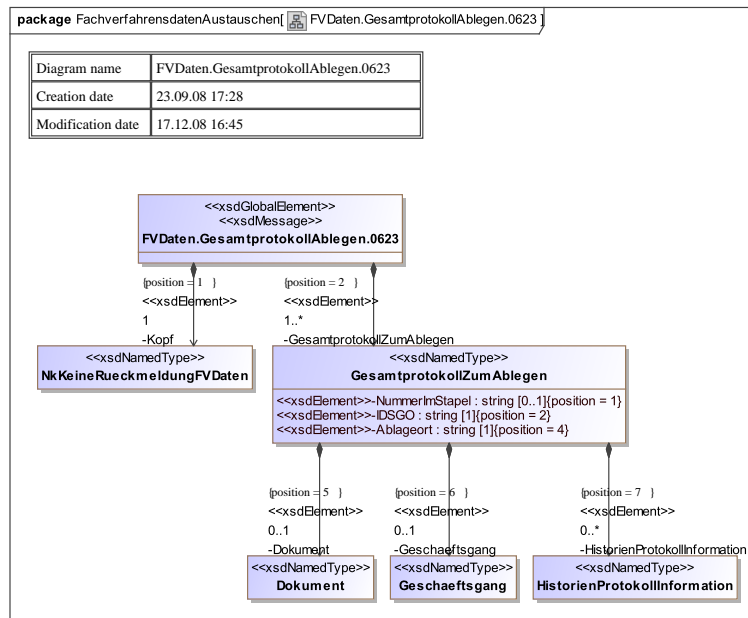 package FachverfahrensdatenAustauschen[ FVDaten.GesamtprotokollAblegen.0623 ]
Diagram name FVDaten.GesamtprotokollAblegen.0623
Creation date 23.09.08 17:28
Modification date 17.12.08 16:45
<<xsdGlobalElement>>
<<xsdMessage>>
FVDaten.GesamtprotokollAblegen.0623
{position = 1 } {position = 2 }
<<xsdElement>> <<xsdElement>>
1 1..*
-Kopf -GesamtprotokollZumAblegen
<<xsdNamedType>> <<xsdNamedType>>
NkKeineRueckmeldungFVDaten GesamtprotokollZumAblegen
<<xsdElement>>-NummerImStapel : string [0..1]{position = 1}
<<xsdElement>>-IDSGO : string [1]{position = 2}
<<xsdElement>>-Ablageort : string [1]{position = 4}
{position = 5 } {position = 6 } {position = 7 }
<<xsdElement>> <<xsdElement>> <<xsdElement>>
0..1 0..1 0..*
-Dokument -Geschaeftsgang -HistorienProtokollInformation
<<xsdNamedType>> <<xsdNamedType>> <<xsdNamedType>>
Dokument Geschaeftsgang HistorienProtokollInformation